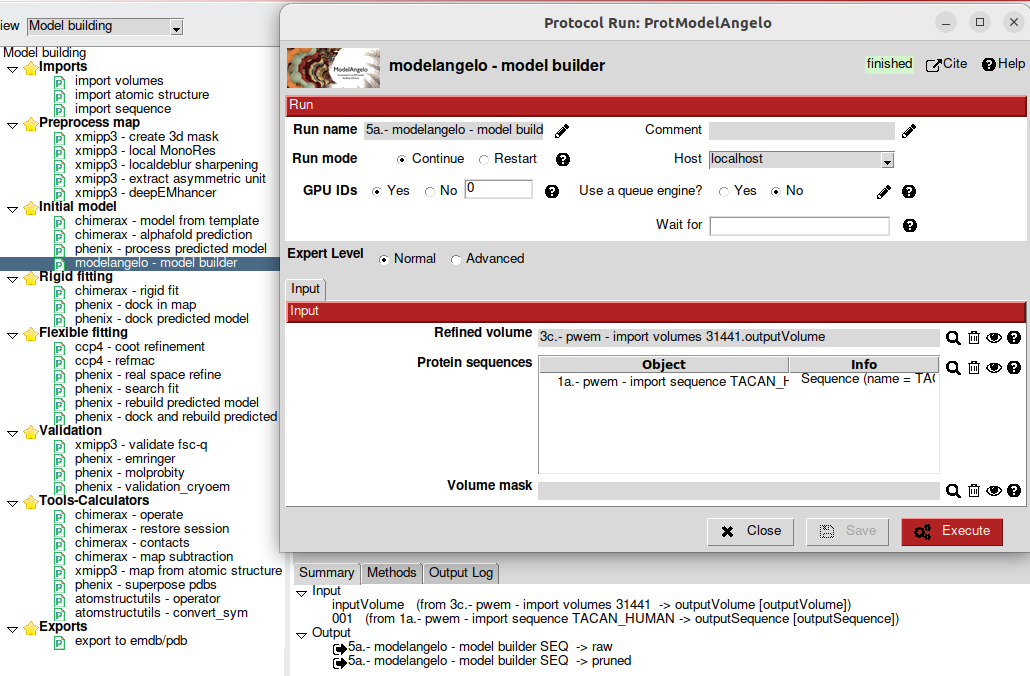 iew Model building
Model building
Imports
import volumes
import atomic structure
import sequence
Preprocess map
xmipp3 - create 3d mask
xmipp3 - local MonoRes
xmipp3 - localdeblur sharpening
xmipp3 - extract asymmetric unit
xmipp3 - deepEMhancer
Initial model
chimerax - model from template
chimerax - alphafold prediction
phenix - process predicted model
modelangelo - model builder
Rigid fitting
chimerax - rigid fit
phenix - dock in map
phenix - dock predicted model
Flexible fitting
ccp4 - coot refinement
ccp4 - refmac
phenix - real space refine
phenix - search fit
phenix - rebuild predicted model
phenix - dock and rebuild predicted
Validation
xmipp3 - validate fsc-q
phenix - emringer
phenix - molprobity
phenix - validation_cryoem
Tools-Calculators
chimerax - operate
chimerax - restore session
chimerax - contacts
chimerax - map subtraction
xmipp3 - map from atomic structure
phenix - superpose pdbs
atomstructutils - operator
atomstructutils - convert_sym
Exports
export to emdb/pdb
Protocol Run: ProtModelAngelo
ModelAngelo
modelangelo - model builder
finished Cite Help
Run
Run name 5a.- modelangelo - model build Comment
Run mode Continue Restart Host localhost
GPU IDs Yes No 0 Use a queue engine? Yes No
Wait for
Expert Level Normal Advanced
Input
Input
Refined volume 3c.- pwem - import volumes 31441.outputVolume
Protein sequences Object Info
1a.- pwem - import sequence TACAN_H Sequence (name = TAC
Volume mask
Close Save Execute
Summary Methods Output Log
Input
inputVolume (from 3c.- pwem - import volumes 31441 -> outputVolume [outputVolume])
001 (from 1a.- pwem - import sequence TACAN_HUMAN -> outputSequence [outputSequence])
Output
5a.- modelangelo - model builder SEQ -> raw
5a.- modelangelo - model builder SEQ -> pruned